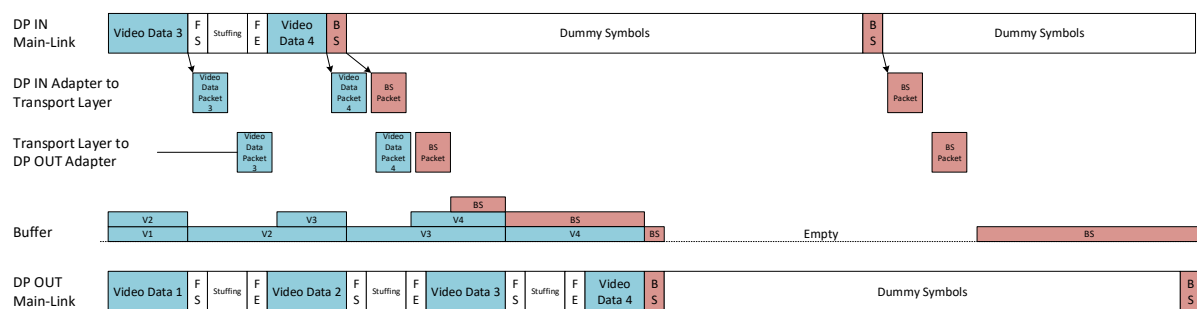 DP IN
Main-Link
Video Data 3
F
S
Stuffing
F
E
Video
Data 4
B
S
Dummy Symbols
B
S
Dummy Symbols
DP IN Adapter to
Transport Layer
Video
Data
Packet
3
Video
Data
Packet
4
BS
Packet
BS
Packet
Transport Layer to
DP OUT Adapter
Video
Data
Packet
3
Video
Data
Packet
4
BS
Packet
BS
Packet
Buffer
BS
V2
V3
V4
BS
V1
V2
V3
V4
BS
Empty
BS
DP OUT
Main-Link
Video Data 1
F
S
Stuffing
F
E
Video Data 2
F
S
Stuffing
F
E
Video Data 3
F
S
Stuffing
F
E
Video
Data 4
B
S
Dummy Symbols
B
S